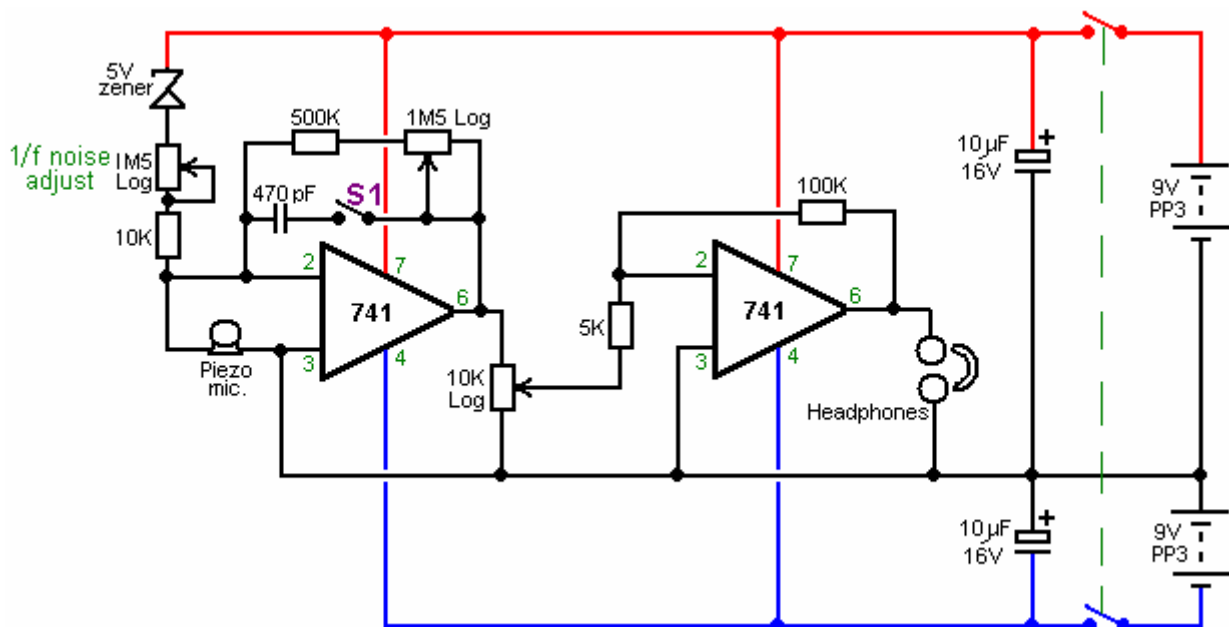 5V
zener
1/f noise
adjust
1M5
Log
10K
500K
1M5 Log
470 pF
S1
2
7
741
6
3
4
Piezo
mic.
10K
Log
5K
100K
2
7
741
6
3
4
Headphones
10µF
16V
+
9V
PP3
10µF
16V
+
9V
PP3